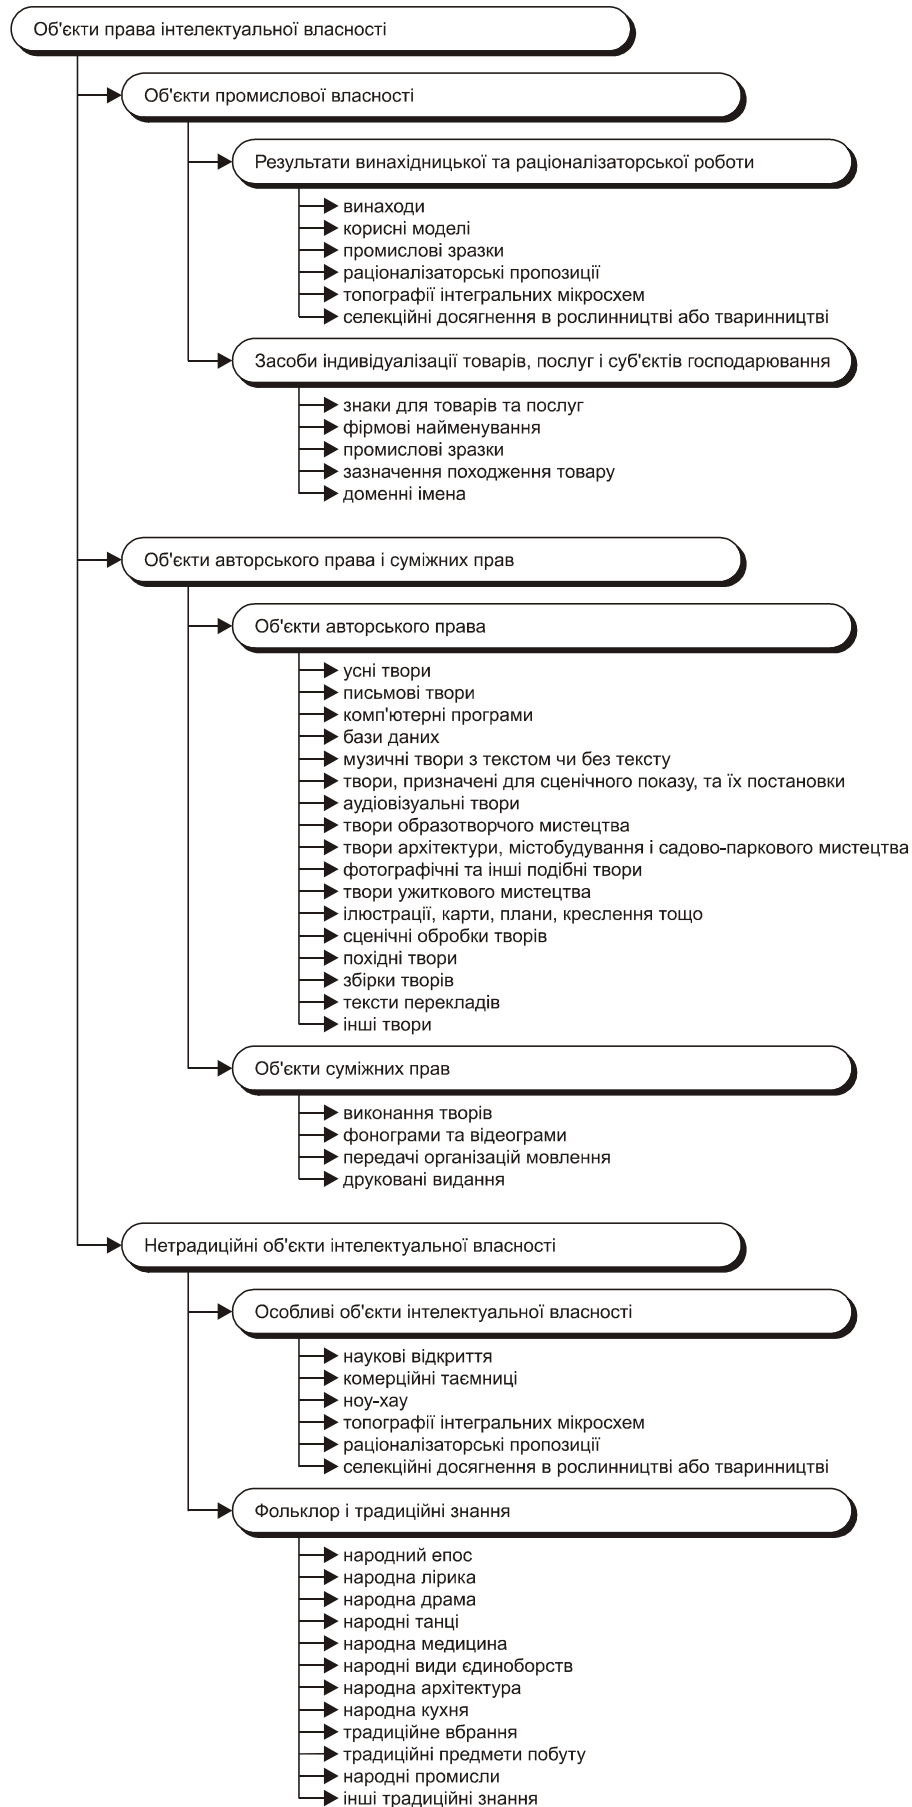 Об'єкти права інтелектуальної власності
Об'єкти промислової власності
Результати винахідницької та раціоналізаторської роботи
винаходи
корисні моделі
промислові зразки
раціоналізаторські пропозиції
топографії інтегральних мікросхем
селекційні досягнення в рослинництві або тваринництві
Засоби індивідуалізації товарів, послуг і суб'єктів господарювання
знаки для товарів та послуг
фірмові найменування
промислові зразки
зазначення походження товару
доменні імена
Об'єкти авторського права і суміжних прав
Об'єкти авторського права
усні твори
письмові твори
комп'ютерні програми
бази даних
музичні твори з текстом чи без тексту
твори, призначені для сценічного показу, та їх постановки
аудіовізуальні твори
твори образотворчого мистецтва
твори архітектури, містобудування і садово-паркового мистецтва
фотографічні та інші подібні твори
твори ужиткового мистецтва
ілюстрації, карти, плани, креслення тощо
сценічні обробки творів
похідні твори
збірки творів
тексти перекладів
інші твори
Об'єкти суміжних прав
виконання творів
фонограми та відеограми
передачі організацій мовлення
друковані видання
Нетрадиційні об'єкти інтелектуальної власності
Особливі об'єкти інтелектуальної власності
наукові відкриття
комерційні таємниці
ноу-хау
топографії інтегральних мікросхем
раціоналізаторські пропозиції
селекційні досягнення в рослинництві або тваринництві
Фольклор і традиційні знання
народний епос
народна лірика
народна драма
народні танці
народна медицина
народні види єдиноборств
народна архітектура
народна кухня
традиційне вбрання
традиційні предмети побуту
народні промисли
інші традиційні знання